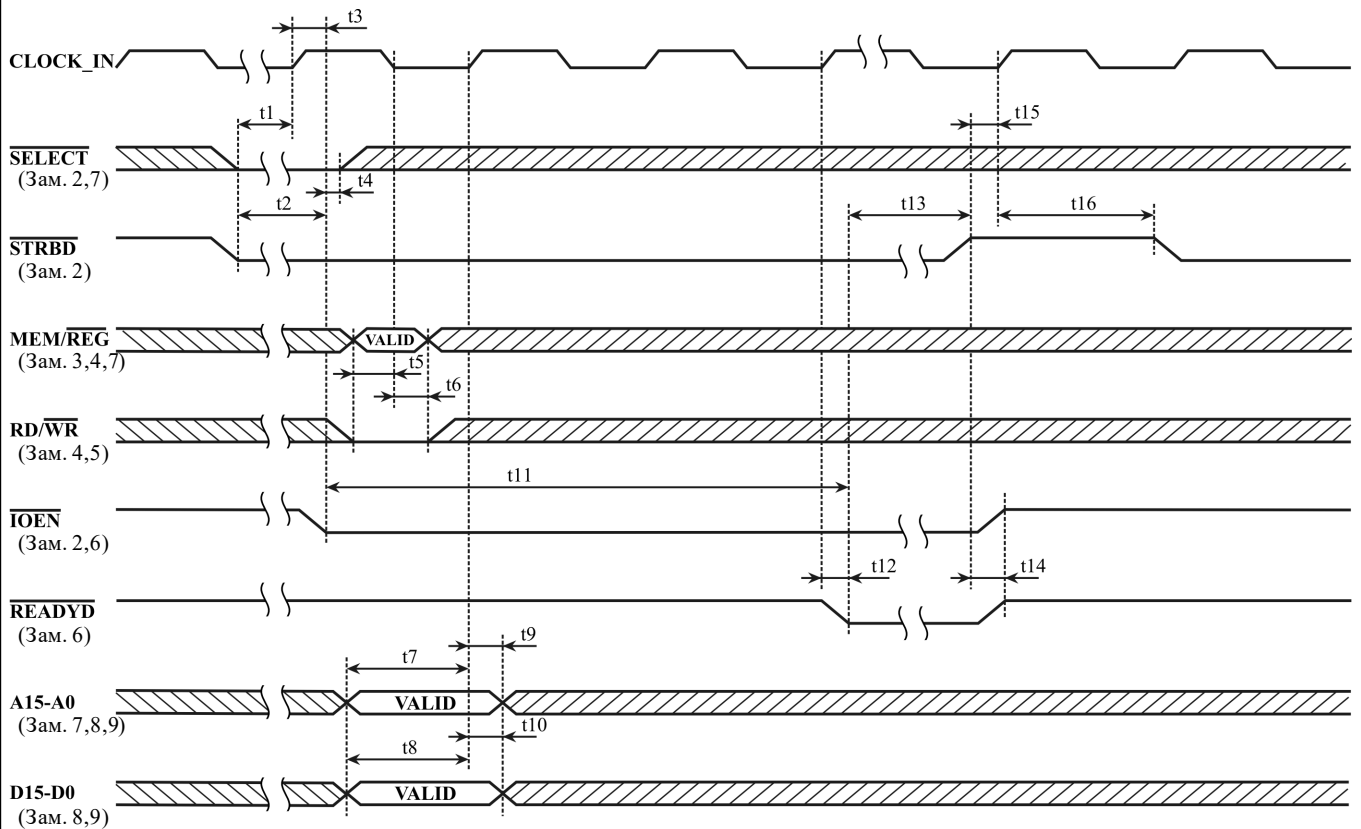 t3
CLOCK_IN
t1
t15
SELECT
(Зам. 2,7)
t4
t2
t13
t16
STRBD
(Зам. 2)
MEM/REG
VALID
(Зам. 3,4,7)
t5
t6
RD/WR
(Зам. 4,5)
t11
IOEN
(Зам. 2,6)
t12
t14
READYD
(Зам. 6)
t9
t7
A15-A0
VALID
(Зам. 7,8,9)
t10
t8
D15-D0
VALID
(Зам. 8,9)